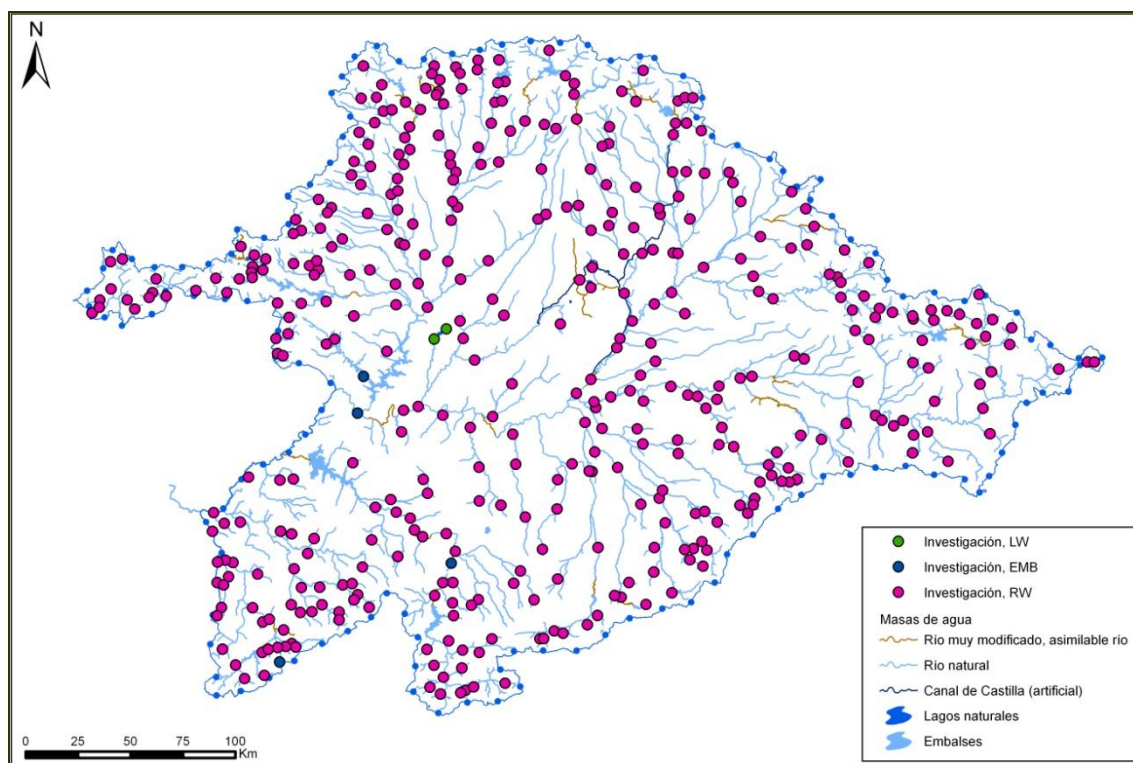 N
Investigación, LW
Investigación, EMB
Investigación, RW
Masas de agua
Río muy modificado, asimilable río
Río natural
Canal de Castilla (artificial)
Lagos naturales
Embalses
0 25 50 75 100
Km